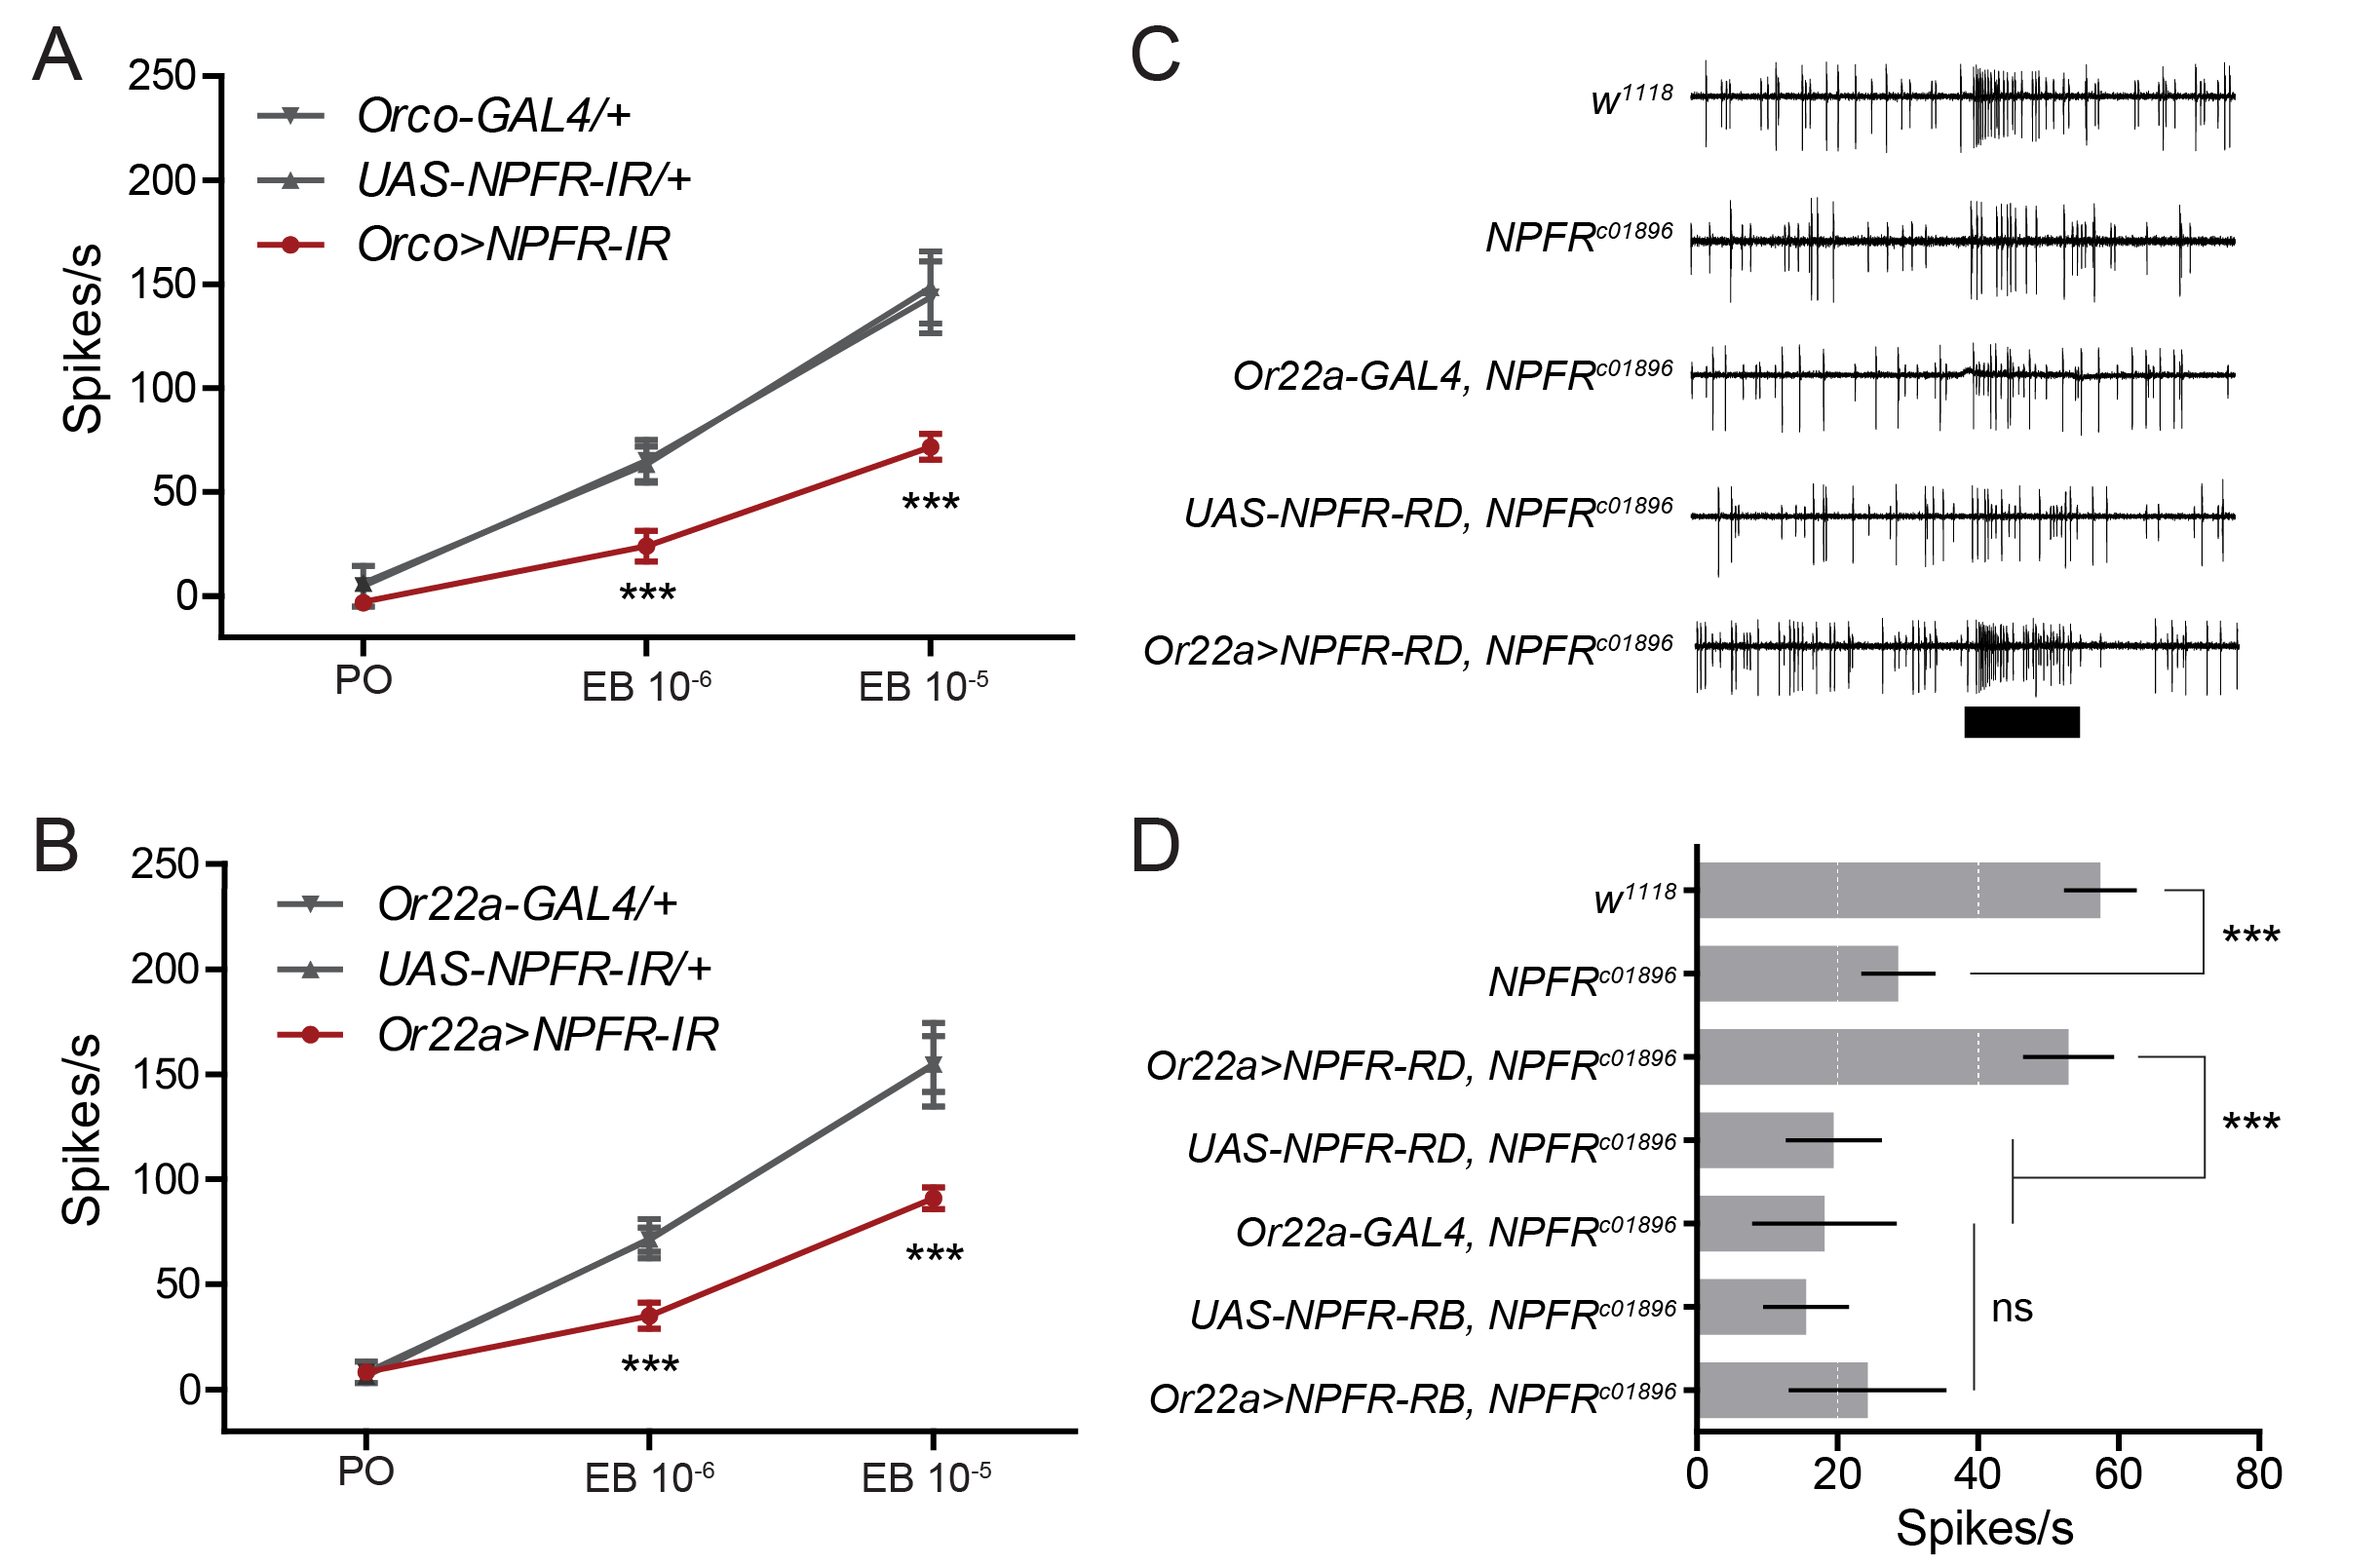 A
250
200
150
100
50
0
Spikes/s
Orco-GAL4/+
UAS-NPFR-IR/+
Orco>NPFR-IR
***
***
PO
EB 10⁻⁶
EB 10⁻⁵
B
250
200
150
100
50
0
Spikes/s
Or22a-GAL4/+
UAS-NPFR-IR/+
Or22a>NPFR-IR
***
***
PO
EB 10⁻⁶
EB 10⁻⁵
C
w¹¹¹⁸
NPFRᶜ⁰¹⁸⁹⁶
Or22a-GAL4, NPFRᶜ⁰¹⁸⁹⁶
UAS-NPFR-RD, NPFRᶜ⁰¹⁸⁹⁶
Or22a>NPFR-RD, NPFRᶜ⁰¹⁸⁹⁶
D
w¹¹¹⁸
NPFRᶜ⁰¹⁸⁹⁶
Or22a>NPFR-RD, NPFRᶜ⁰¹⁸⁹⁶
UAS-NPFR-RD, NPFRᶜ⁰¹⁸⁹⁶
Or22a-GAL4, NPFRᶜ⁰¹⁸⁹⁶
UAS-NPFR-RB, NPFRᶜ⁰¹⁸⁹⁶
Or22a>NPFR-RB, NPFRᶜ⁰¹⁸⁹⁶
***
***
ns
0 20 40 60 80
Spikes/s